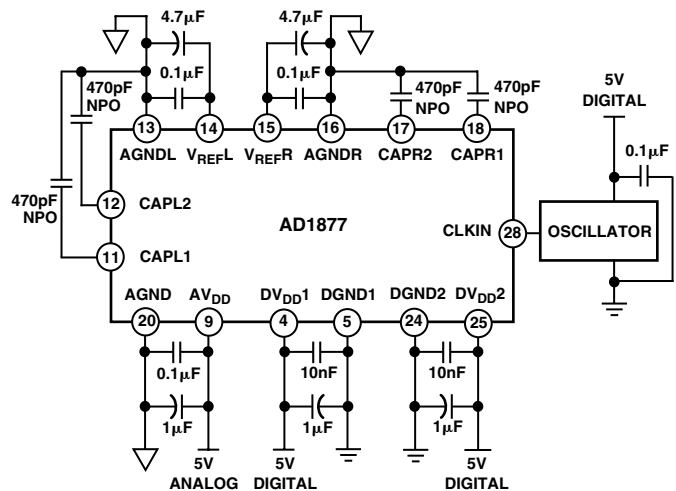 4.7µF
4.7µF
470pF
NPO
0.1µF
0.1µF
470pF
NPO
470pF
NPO
5V
DIGITAL
0.1µF
13
14
15
16
17
18
AGNDL
VREFL
VREFR
AGNDR
CAPR2
CAPR1
470pF
NPO
12
CAPL2
AD1877
CLKIN
28
OSCILLATOR
11
CAPL1
AGND
AVDD
DVDD1
DGND1
DGND2
DVDD2
20
9
4
5
24
25
0.1µF
10nF
10nF
1µF
1µF
1µF
5V
ANALOG
5V
DIGITAL
5V
DIGITAL